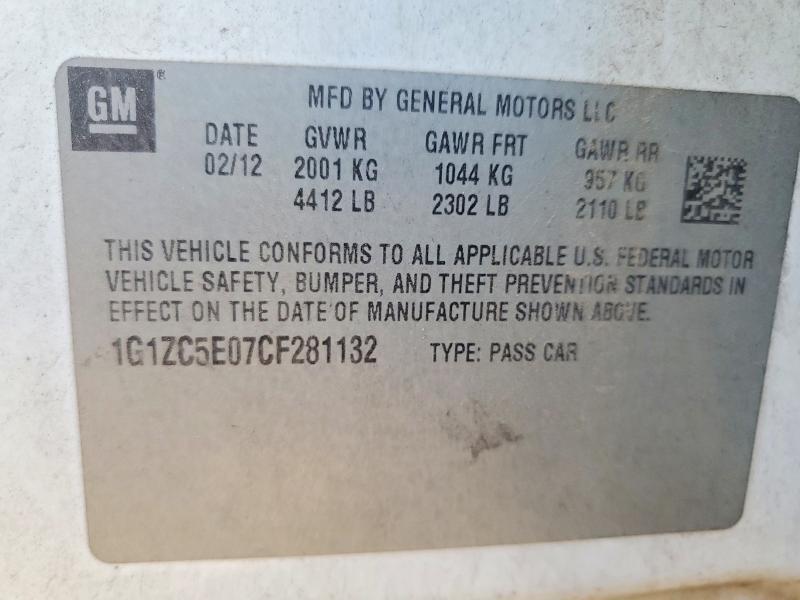 GM®
MFD BY GENERAL MOTORS LLC
DATE GVWR GAWR FRT GAWR RR
02/12 2001 KG 1044 KG 957 KG
4412 LB 2302 LB 2110 LB
THIS VEHICLE CONFORMS TO ALL APPLICABLE U.S. FEDERAL MOTOR
VEHICLE SAFETY, BUMPER, AND THEFT PREVENTION STANDARDS IN
EFFECT ON THE DATE OF MANUFACTURE SHOWN ABOVE.
1G1ZC5E07CF281132 TYPE: PASS CAR